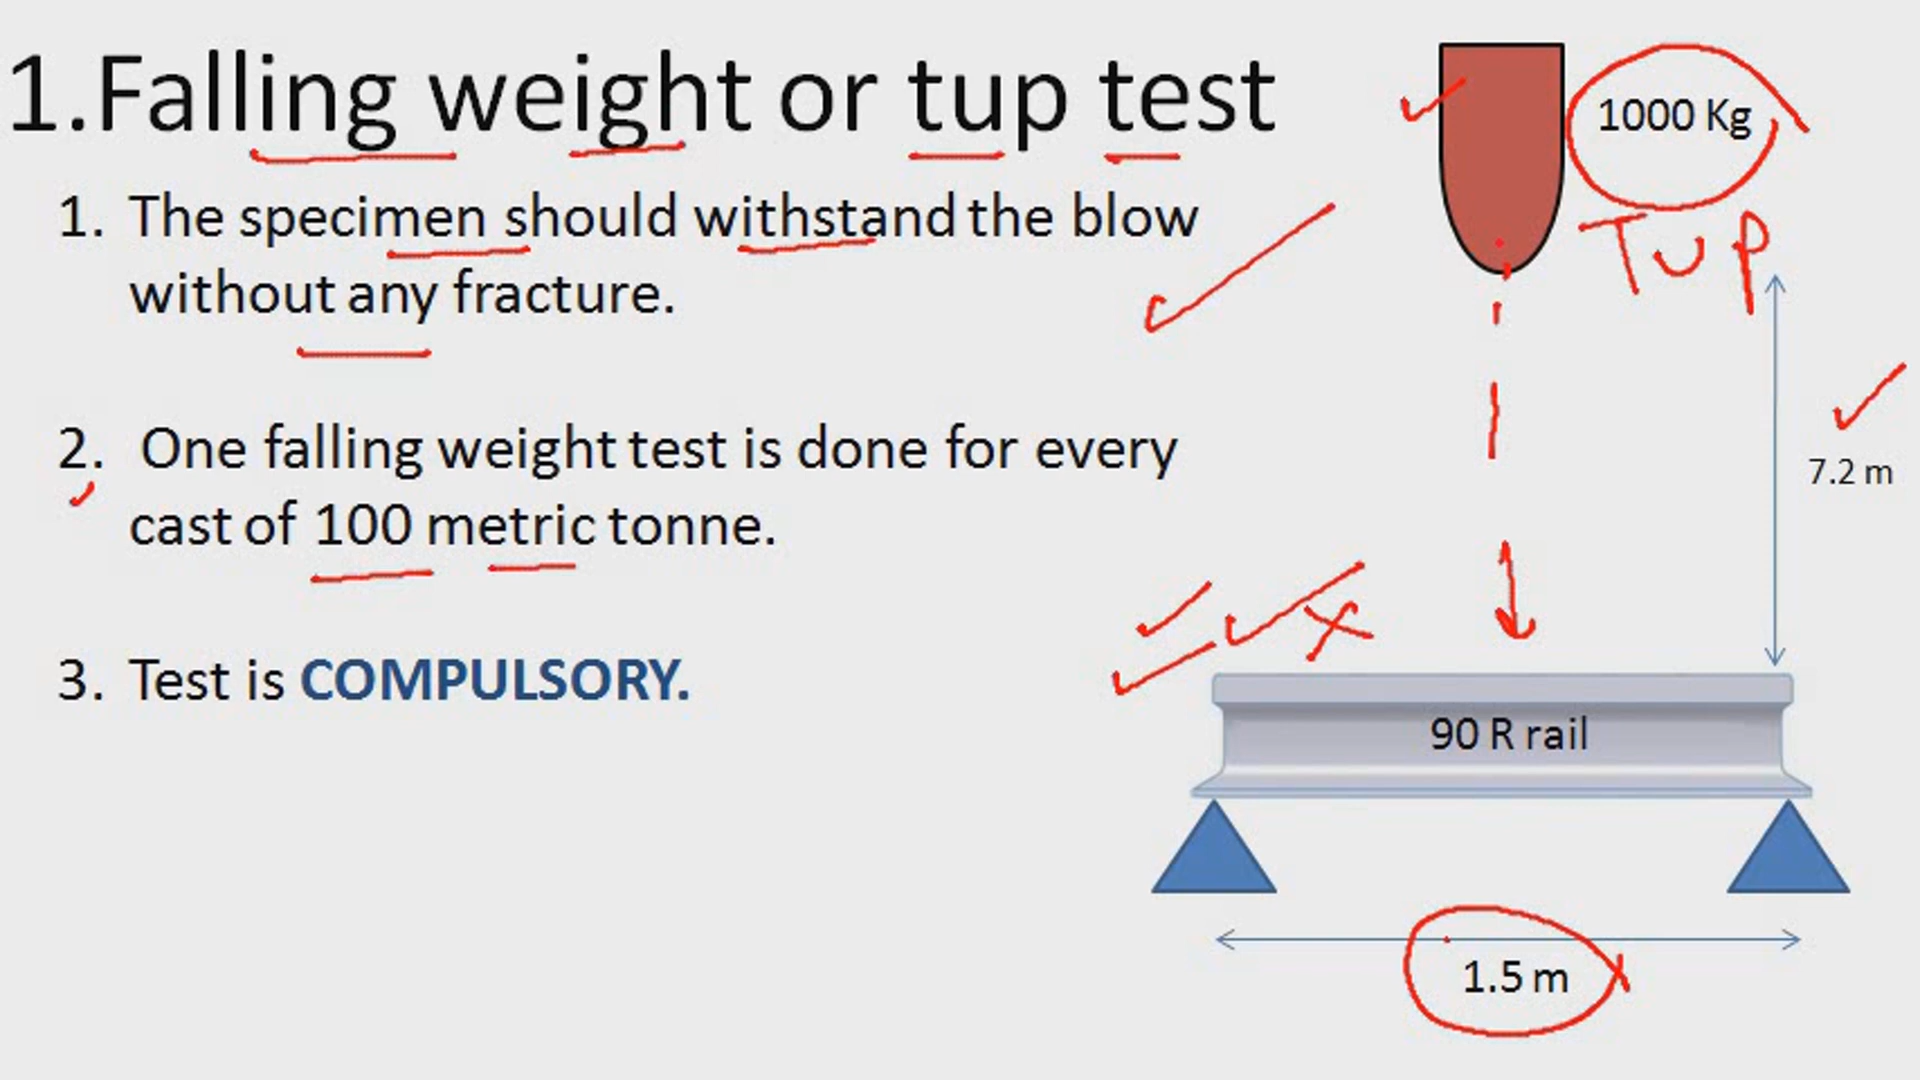 1.Falling weight or tup test
1. The specimen should withstand the blow
without any fracture.
2. One falling weight test is done for every
cast of 100 metric tonne.
3. Test is COMPULSORY.
1000 Kg
TUP
7.2 m
90 R rail
1.5 m